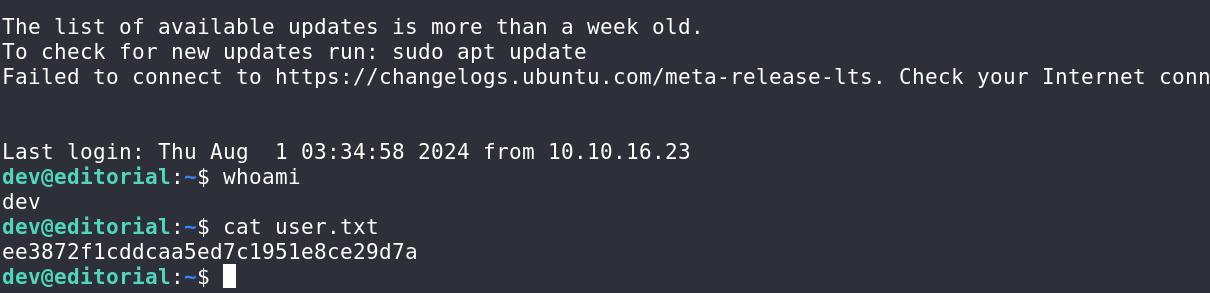 The list of available updates is more than a week old.
To check for new updates run: sudo apt update
Failed to connect to https://changelogs.ubuntu.com/meta-release-lts. Check your Internet conn
Last login: Thu Aug  1 03:34:58 2024 from 10.10.16.23
dev@editorial:~$ whoami
dev
dev@editorial:~$ cat user.txt
ee3872f1cddcaa5ed7c1951e8ce29d7a
dev@editorial:~$